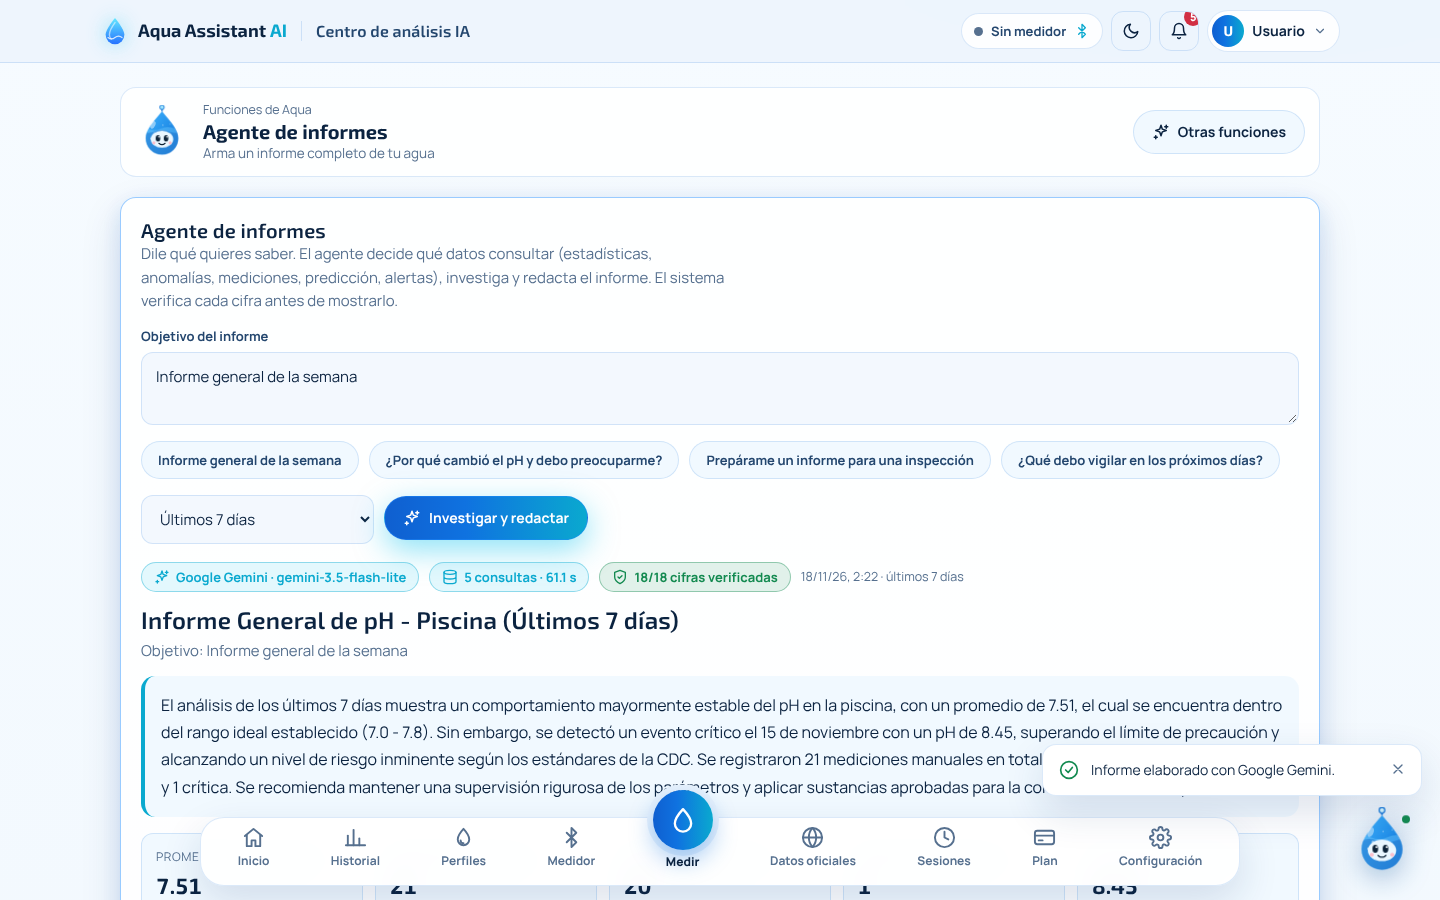 Aqua Assistant AI
Centro de análisis IA
Sin medidor
5
U
Usuario
Funciones de Aqua
Agente de informes
Arma un informe completo de tu agua
Otras funciones
Agente de informes
Dile qué quieres saber. El agente decide qué datos consultar (estadísticas,
anomalías, mediciones, predicción, alertas), investiga y redacta el informe. El sistema
verifica cada cifra antes de mostrarlo.
Objetivo del informe
Informe general de la semana
Informe general de la semana
¿Por qué cambió el pH y debo preocuparme?
Prepárame un informe para una inspección
¿Qué debo vigilar en los próximos días?
Últimos 7 días
Investigar y redactar
Google Gemini · gemini-3.5-flash-lite
5 consultas · 61.1 s
18/18 cifras verificadas
18/11/26, 2:22 · últimos 7 días
Informe General de pH - Piscina (Últimos 7 días)
Objetivo: Informe general de la semana
El análisis de los últimos 7 días muestra un comportamiento mayormente estable del pH en la piscina, con un promedio de 7.51, el cual se encuentra dentro
del rango ideal establecido (7.0 - 7.8). Sin embargo, se detectó un evento crítico el 15 de noviembre con un pH de 8.45, superando el límite de precaución y
alcanzando un nivel de riesgo inminente según los estándares de la CDC. Se registraron 21 mediciones manuales en total
y 1 crítica. Se recomienda mantener una supervisión rigurosa de los parámetros y aplicar sustancias aprobadas para la
Informe elaborado con Google Gemini.
PROME
7.51
21
20
1
8.45
Inicio
Historial
Perfiles
Medidor
Medir
Datos oficiales
Sesiones
Plan
Configuración